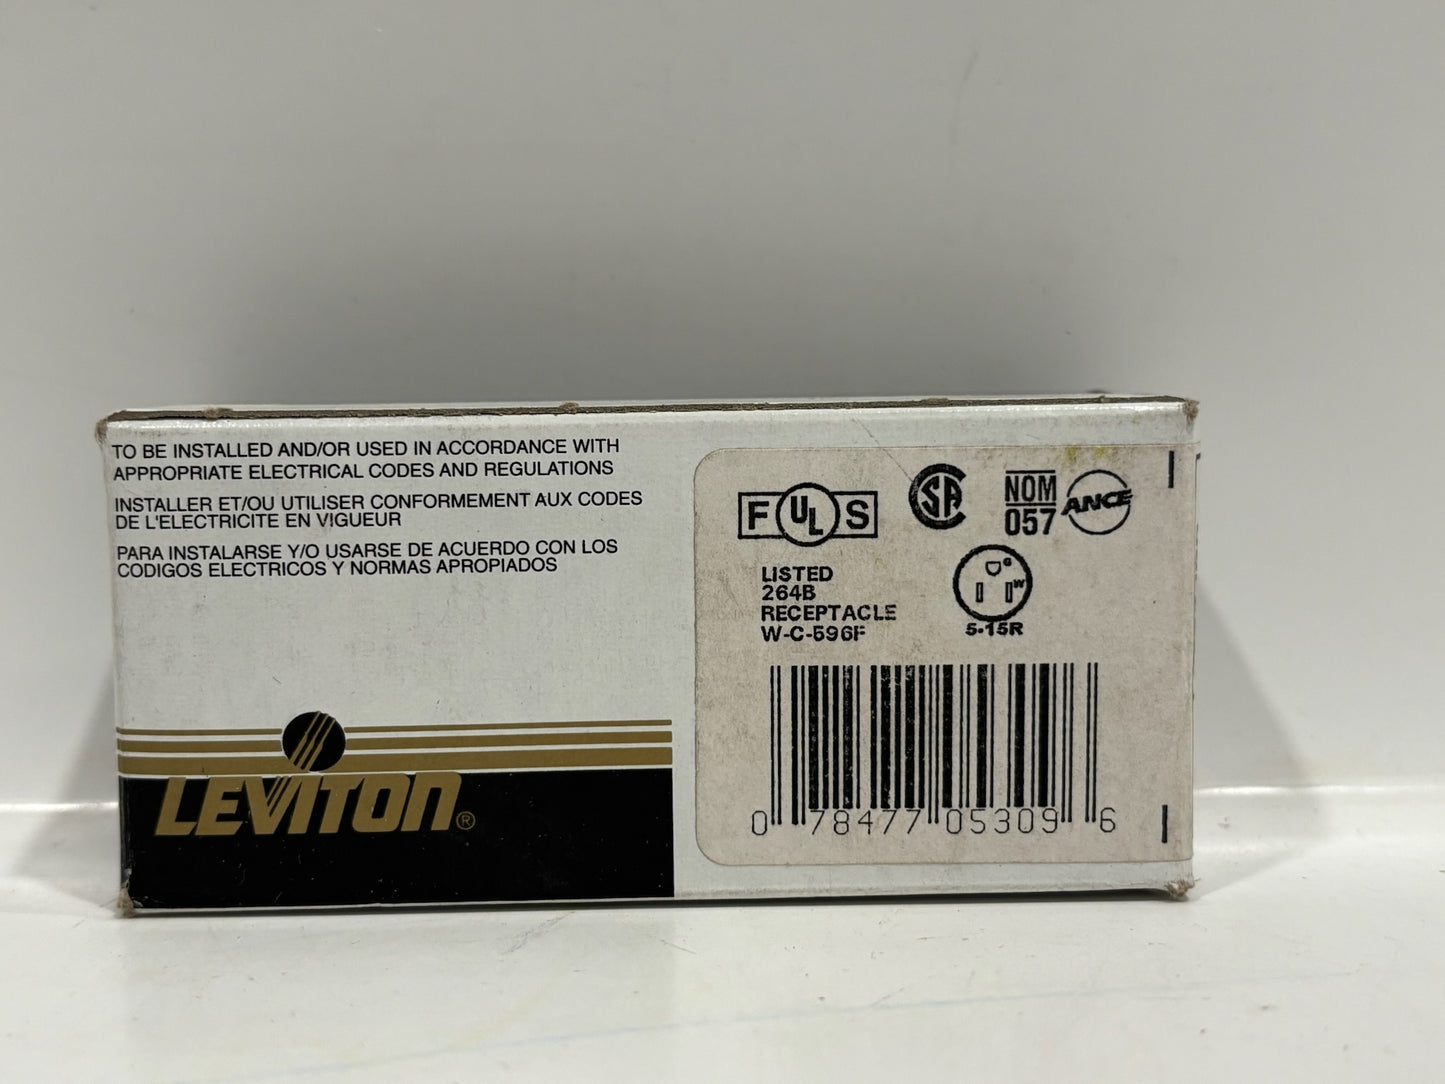 TO BE INSTALLED AND/OR USED IN ACCORDANCE WITH
APPROPRIATE ELECTRICAL CODES AND REGULATIONS
INSTALLER ET/OU UTILISER CONFORMEMENT AUX CODES
DE L'ELECTRICITE EN VIGUEUR
PARA INSTALARSE Y/O USARSE DE ACUERDO CON LOS
CODIGOS ELECTRICOS Y NORMAS APROPIADOS
LEVITON®
F UL S
SA
NOM
057
ANCE
LISTED
264B
RECEPTACLE
W-C-596F
G
W
5-15R
0 78477 05309 6